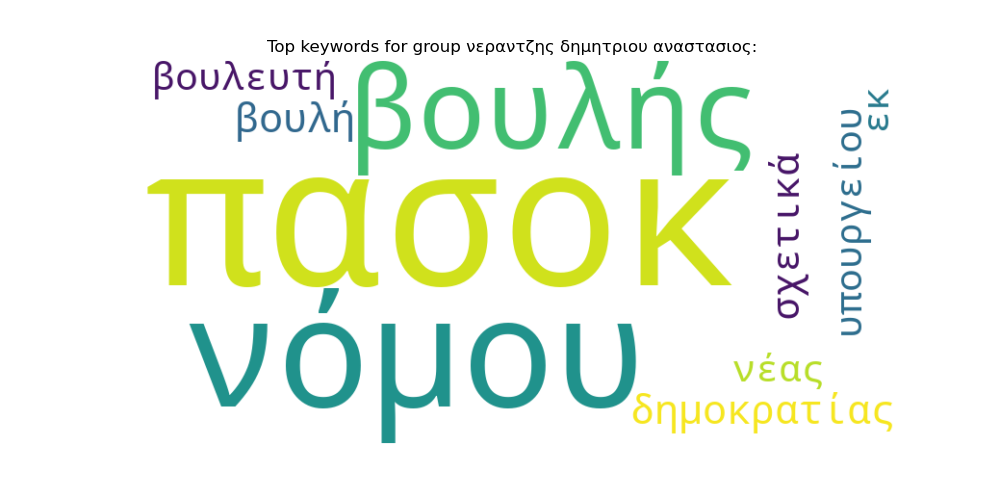 Top keywords for group νεραντζης δημητριου αναστασιος:
βουλευτή
βουλή
βουλής
πασοκ
νόμου
σχετικά
υπουργείου
εκ
νέας
δημοκρατίας